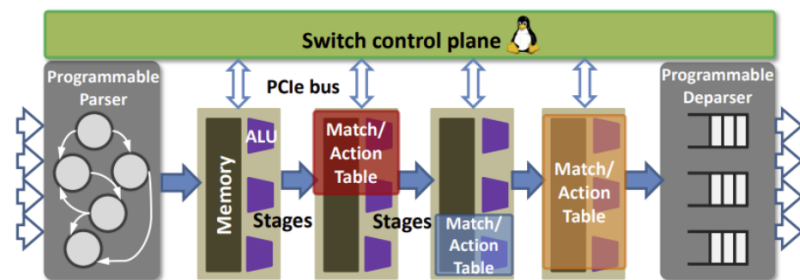 Switch control plane
Programmable
Parser
PCIe bus
Programmable
Deparser
ALU
Memory
Stages
Match/
Action
Table
Stages
Match/
Action
Table
Match/
Action
Table